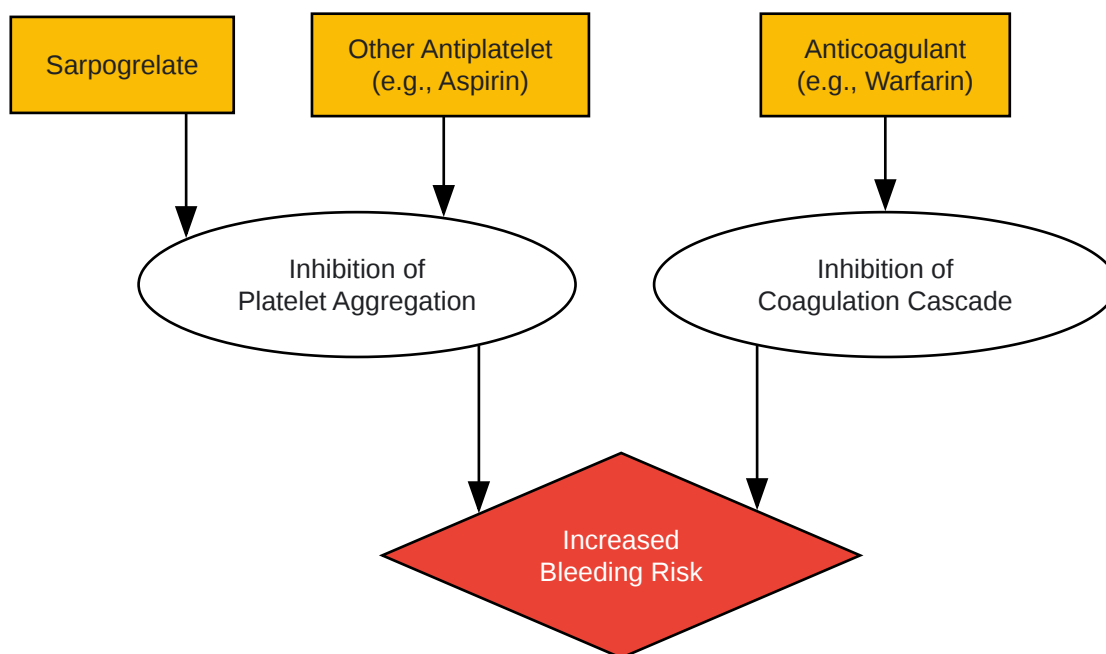 Sarpogrelate
Other Antiplatelet
(e.g., Aspirin)
Anticoagulant
(e.g., Warfarin)
Inhibition of
Platelet Aggregation
Inhibition of
Coagulation Cascade
Increased
Bleeding Risk